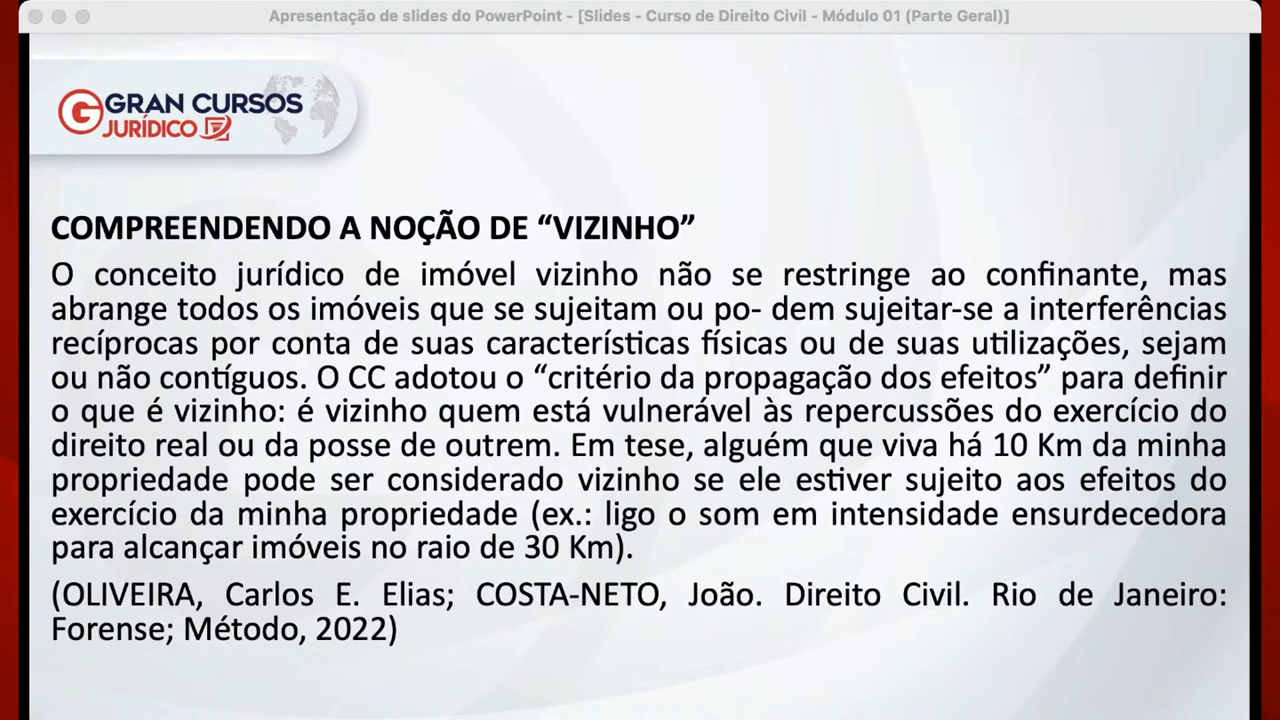 Apresentação de slides do PowerPoint - [Slides - Curso de Direito Civil - Módulo 01 (Parte Geral)]
GRAN CURSOS
JURÍDICO
COMPREENDENDO A NOÇÃO DE “VIZINHO”
O conceito jurídico de imóvel vizinho não se restringe ao confinante, mas
abrange todos os imóveis que se sujeitam ou po- dem sujeitar-se a interferências
recíprocas por conta de suas características físicas ou de suas utilizações, sejam
ou não contíguos. O CC adotou o “critério da propagação dos efeitos” para definir
o que é vizinho: é vizinho quem está vulnerável às repercussões do exercício do
direito real ou da posse de outrem. Em tese, alguém que viva há 10 Km da minha
propriedade pode ser considerado vizinho se ele estiver sujeito aos efeitos do
exercício da minha propriedade (ex.: ligo o som em intensidade ensurdecedora
para alcançar imóveis no raio de 30 Km).
(OLIVEIRA, Carlos E. Elias; COSTA-NETO, João. Direito Civil. Rio de Janeiro:
Forense; Método, 2022)